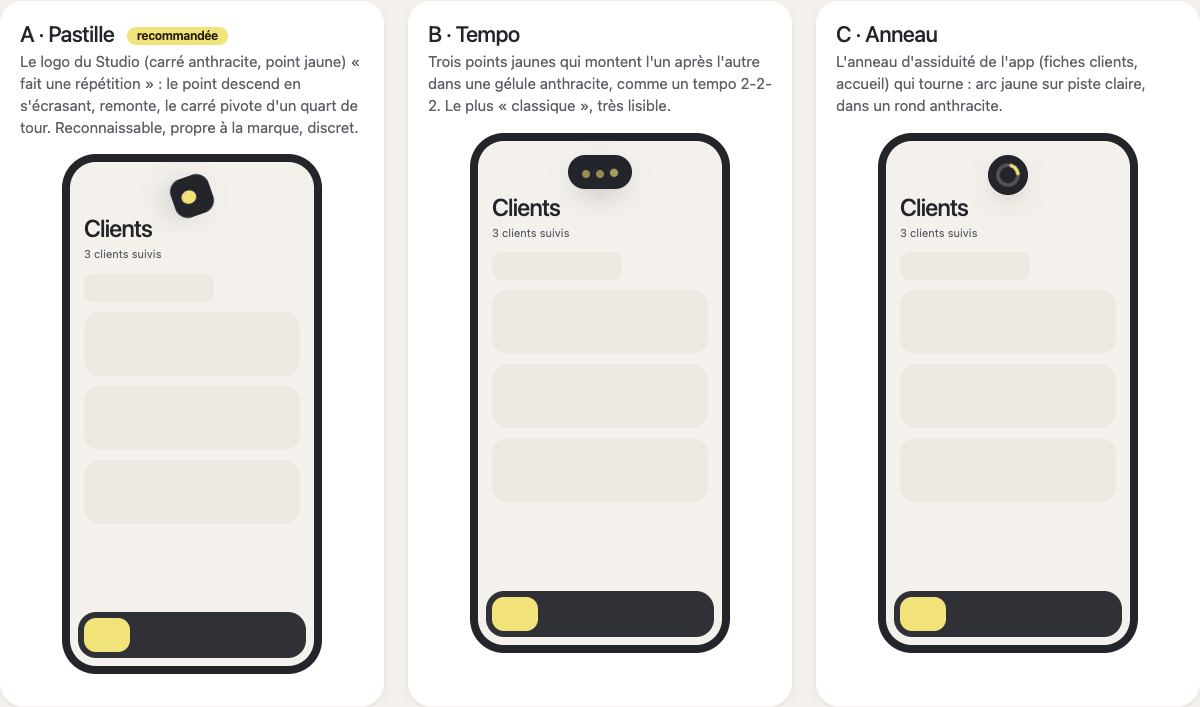 A · Pastille recommandée
Le logo du Studio (carré anthracite, point jaune) «
fait une répétition » : le point descend en
s'écrasant, remonte, le carré pivote d'un quart de
tour. Reconnaissable, propre à la marque, discret.
Clients
3 clients suivis
B · Tempo
Trois points jaunes qui montent l'un après l'autre
dans une gélule anthracite, comme un tempo 2-2-
2. Le plus « classique », très lisible.
Clients
3 clients suivis
C · Anneau
L'anneau d'assiduité de l'app (fiches clients,
accueil) qui tourne : arc jaune sur piste claire,
dans un rond anthracite.
Clients
3 clients suivis